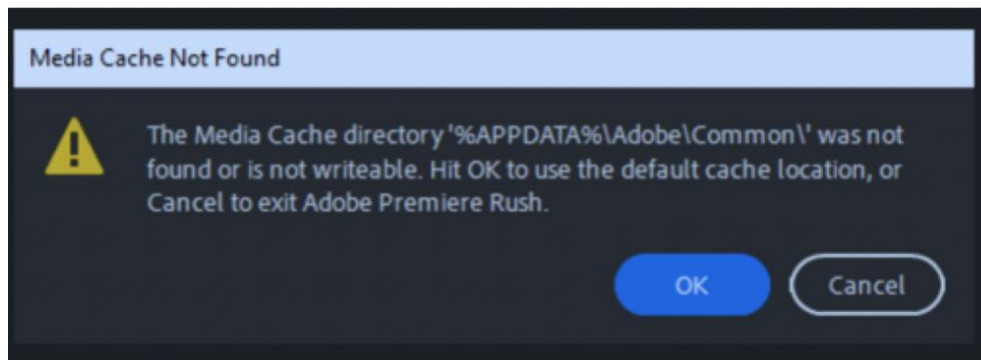 Media Cache Not Found
The Media Cache directory '%APPDATA%\Adobe\Common\' was not
found or is not writeable. Hit OK to use the default cache location, or
Cancel to exit Adobe Premiere Rush.
OK
Cancel